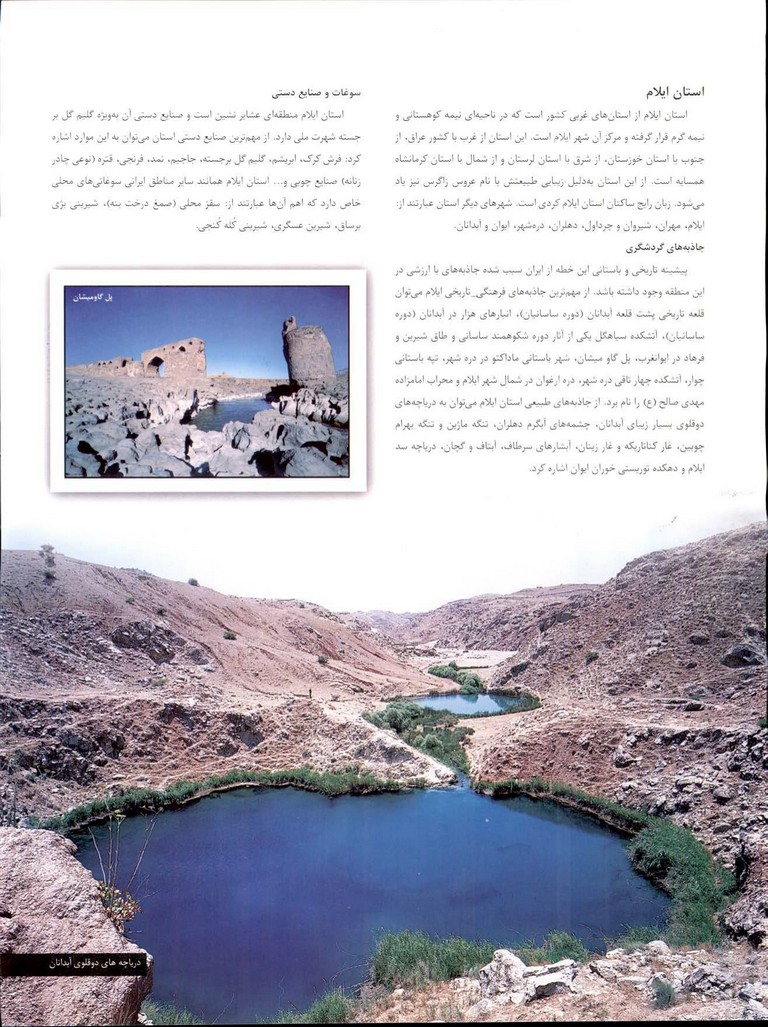 استان ایلام
استان ایلام از استان‌های غربی کشور است که در ناحیه‌ای نیمه کوهستانی و
نیمه گرم قرار گرفته و مرکز آن شهر ایلام است. این استان از غرب با کشور عراق، از
جنوب با استان خوزستان، از شرق با استان لرستان و از شمال با استان کرمانشاه
همسایه است. از این استان به‌دلیل زیبایی طبیعتش با نام عروس زاگرس نیز یاد
می‌شود. زبان رایج ساکنان استان ایلام کردی است. شهرهای دیگر استان عبارتند از:
ایلام، مهران، شیروان و چرداول، دهلران، دره‌شهر، ایوان و آبدانان.
جاذبه‌های گردشگری
پیشینه تاریخی و باستانی این خطه از ایران سبب شده جاذبه‌های با ارزشی در
این منطقه وجود داشته باشد. از مهم‌ترین جاذبه‌های فرهنگی_تاریخی ایلام می‌توان
قلعه تاریخی پشت قلعه آبدانان (دوره ساسانیان)، انبارهای هزار در آبدانان (دوره
ساسانیان)، آتشکده سیاهگل یکی از آثار دوره شکوهمند ساسانی و طاق شیرین و
فرهاد در ایوانغرب، پل گاو میشان، شهر باستانی ماداکتو در دره شهر، تپه باستانی
چوار، آتشکده چهار تاقی دره شهر، دره ارغوان در شمال شهر ایلام و محراب امامزاده
مهدی صالح (ع) را نام برد. از جاذبه‌های طبیعی استان ایلام می‌توان به دریاچه‌های
دوقلوی بسیار زیبای آبدانان، چشمه‌های آبگرم دهلران، تنگه ماژین و تنگه بهرام
چوبین، غار کناتاریکه و غار زینان، آبشارهای سرطاف، آبتاف و گچان، دریاچه سد
ایلام و دهکده توریستی خوران ایوان اشاره کرد.
سوغات و صنایع دستی
استان ایلام منطقه‌ای عشایر نشین است و صنایع دستی آن به‌ویژه گلیم گل بر
جسته شهرت ملی دارد. از مهم‌ترین صنایع دستی استان می‌توان به این موارد اشاره
کرد: فرش کرک، ابریشم، گلیم گل برجسته، جاجیم، نمد، فرنجی، قتره (نوعی چادر
زنانه) صنایع چوبی و... استان ایلام همانند سایر مناطق ایرانی سوغاتی‌های محلی
خاص دارد که اهم آن‌ها عبارتند از: سقز محلی (صمغ درخت بنه)، شیرینی بژی
برساق، شیرین عسگری، شیرینی کُله کُنجی.
پل گاومیشان
دریاچه های دوقلوی آبدانان